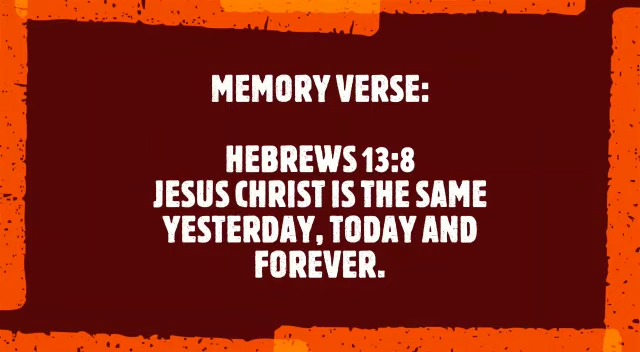 MEMORY VERSE:
HEBREWS 13:8
JESUS CHRIST IS THE SAME
YESTERDAY, TODAY AND
FOREVER.